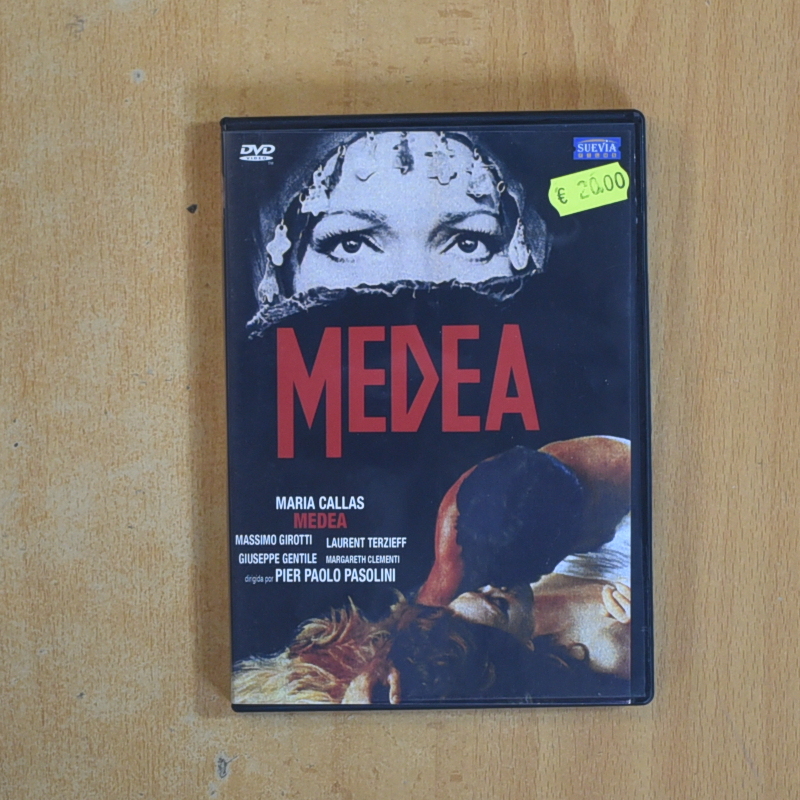 DVD
VIDEO
SUEVIA
€ 20.00
MEDEA
MARIA CALLAS
MEDEA
MASSIMO GIROTTI LAURENT TERZIEFF
GIUSEPPE GENTILE MARGARETH CLEMENTI
dirigida por PIER PAOLO PASOLINI